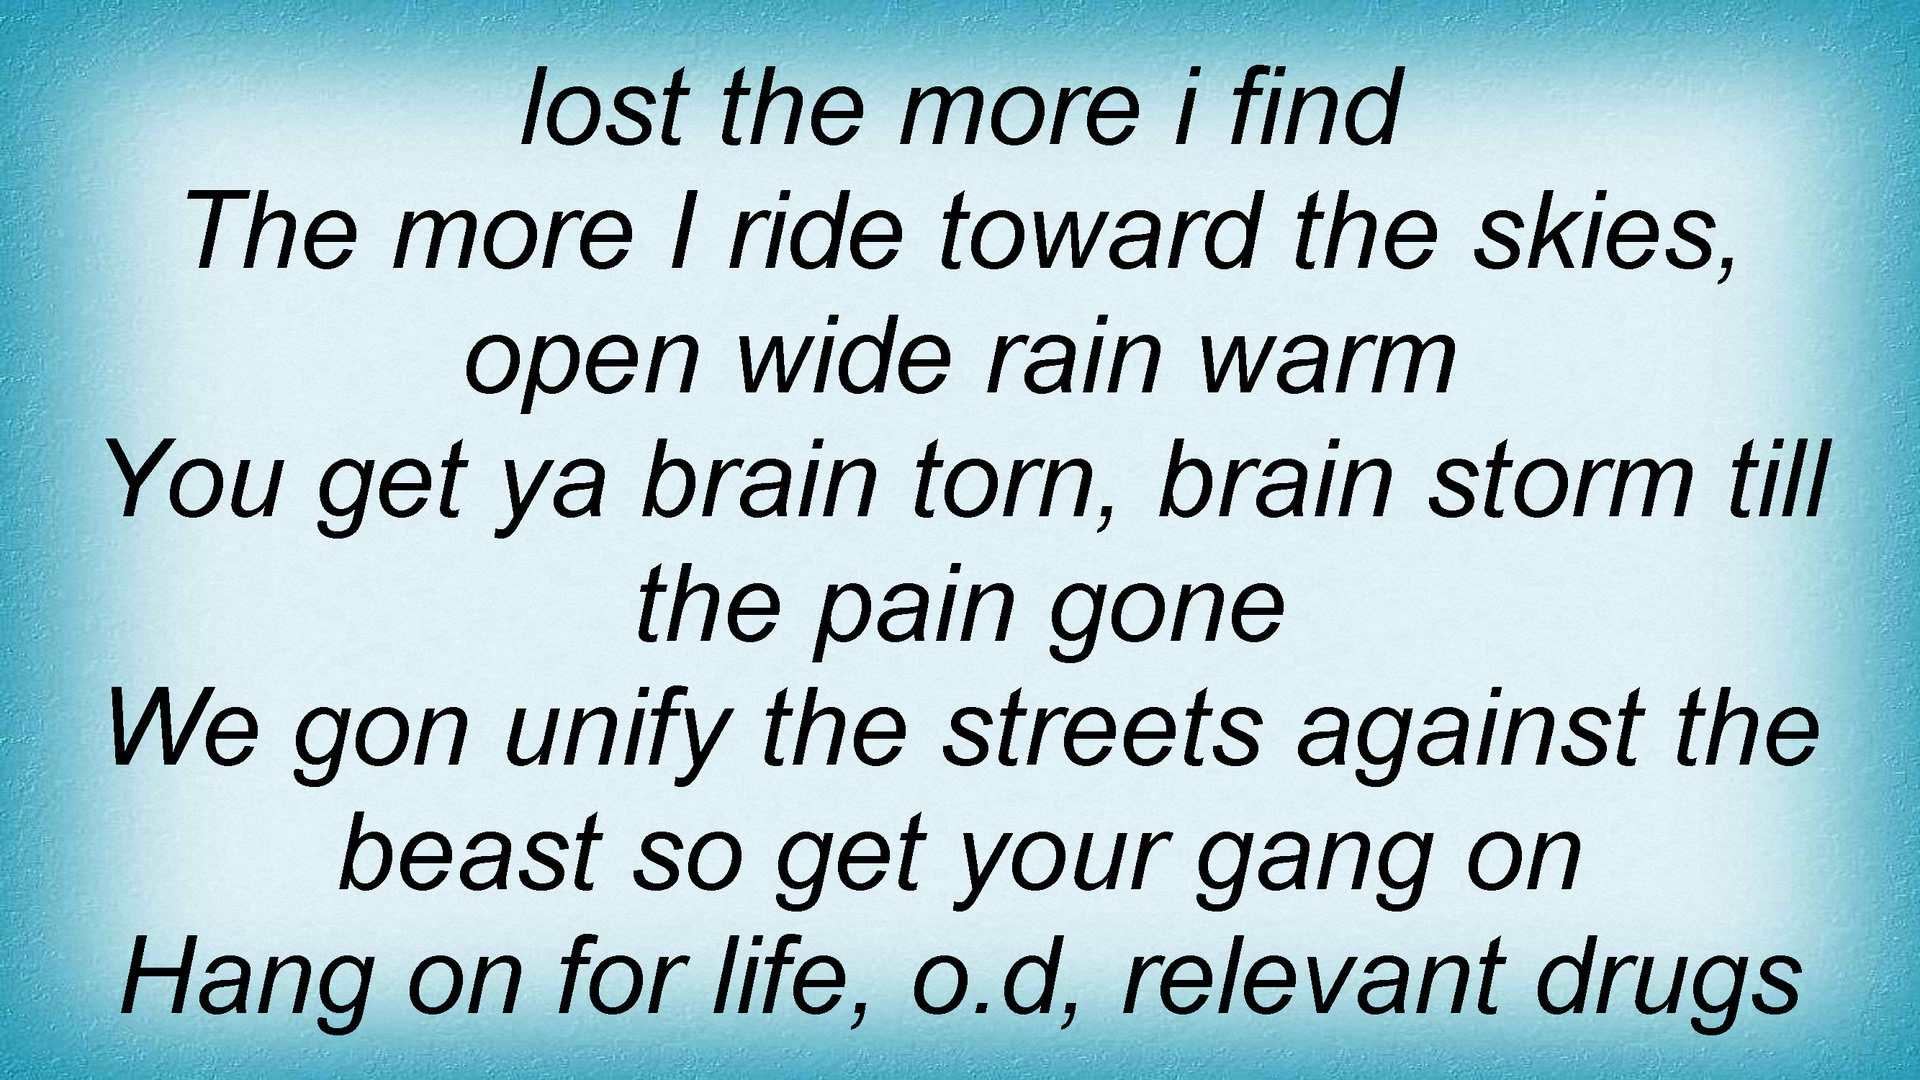 lost the more i find
The more I ride toward the skies,
open wide rain warm
You get ya brain torn, brain storm till
the pain gone
We gon unify the streets against the
beast so get your gang on
Hang on for life, o.d, relevant drugs